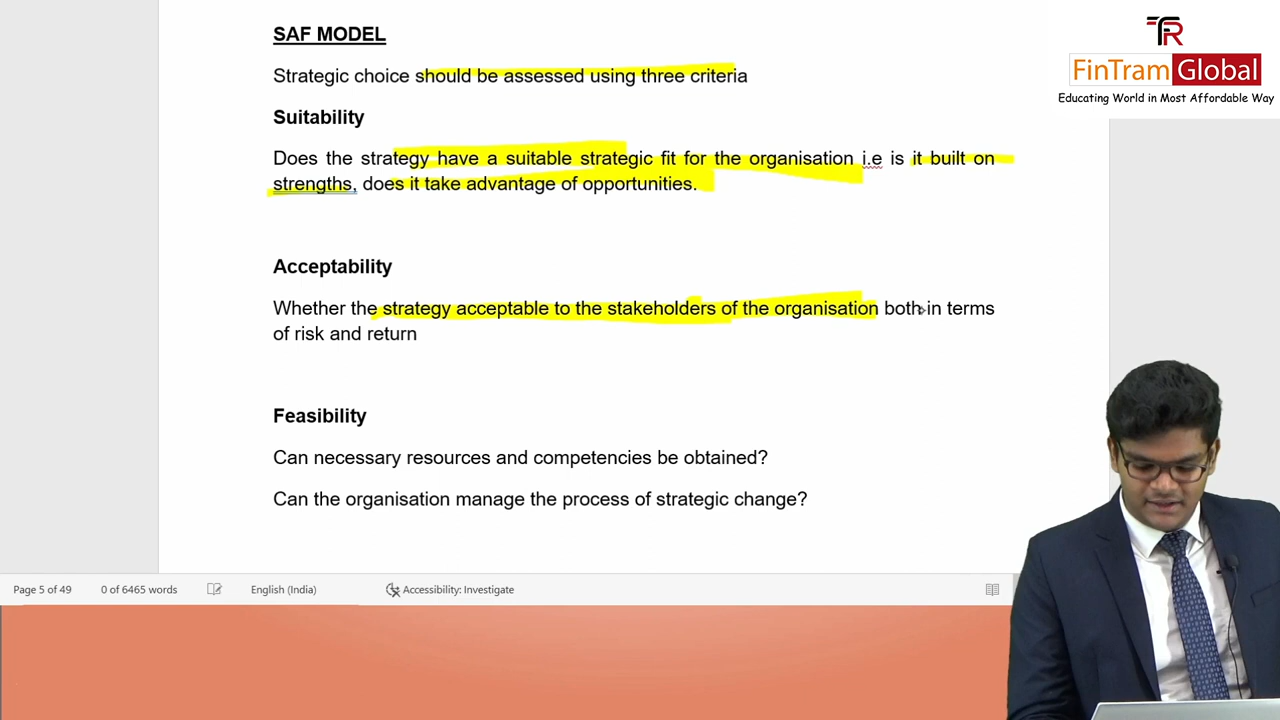 SAF MODEL
Strategic choice should be assessed using three criteria
Suitability
Does the strategy have a suitable strategic fit for the organisation i.e is it built on
strengths, does it take advantage of opportunities.
Acceptability
Whether the strategy acceptable to the stakeholders of the organisation both in terms
of risk and return
Feasibility
Can necessary resources and competencies be obtained?
Can the organisation manage the process of strategic change?
Page 5 of 49 0 of 6465 words English (India) Accessibility: Investigate
TR
FinTram Global
Educating World in Most Affordable Way